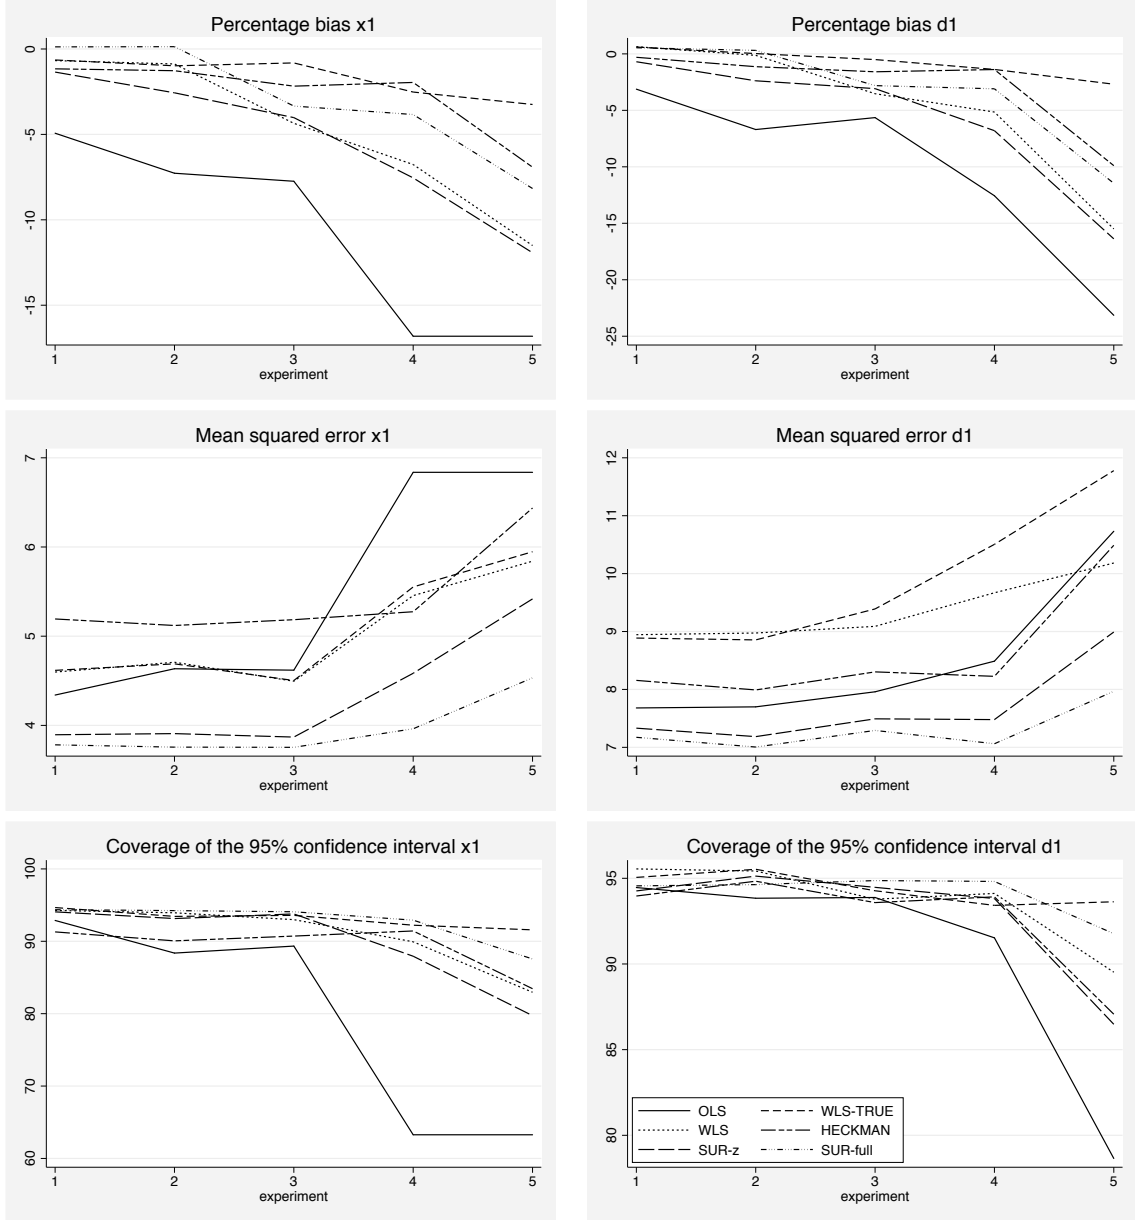 Percentage bias x1
0
-5
-10
-15
1 2 3 4 5
experiment
Percentage bias d1
0
-5
-10
-15
-20
-25
1 2 3 4 5
experiment
Mean squared error x1
7
6
5
4
1 2 3 4 5
experiment
Mean squared error d1
12
11
10
9
8
7
1 2 3 4 5
experiment
Coverage of the 95% confidence interval x1
100
90
80
70
60
1 2 3 4 5
experiment
Coverage of the 95% confidence interval d1
95
90
85
80
OLS WLS-TRUE
WLS HECKMAN
SUR-z SUR-full
1 2 3 4 5
experiment